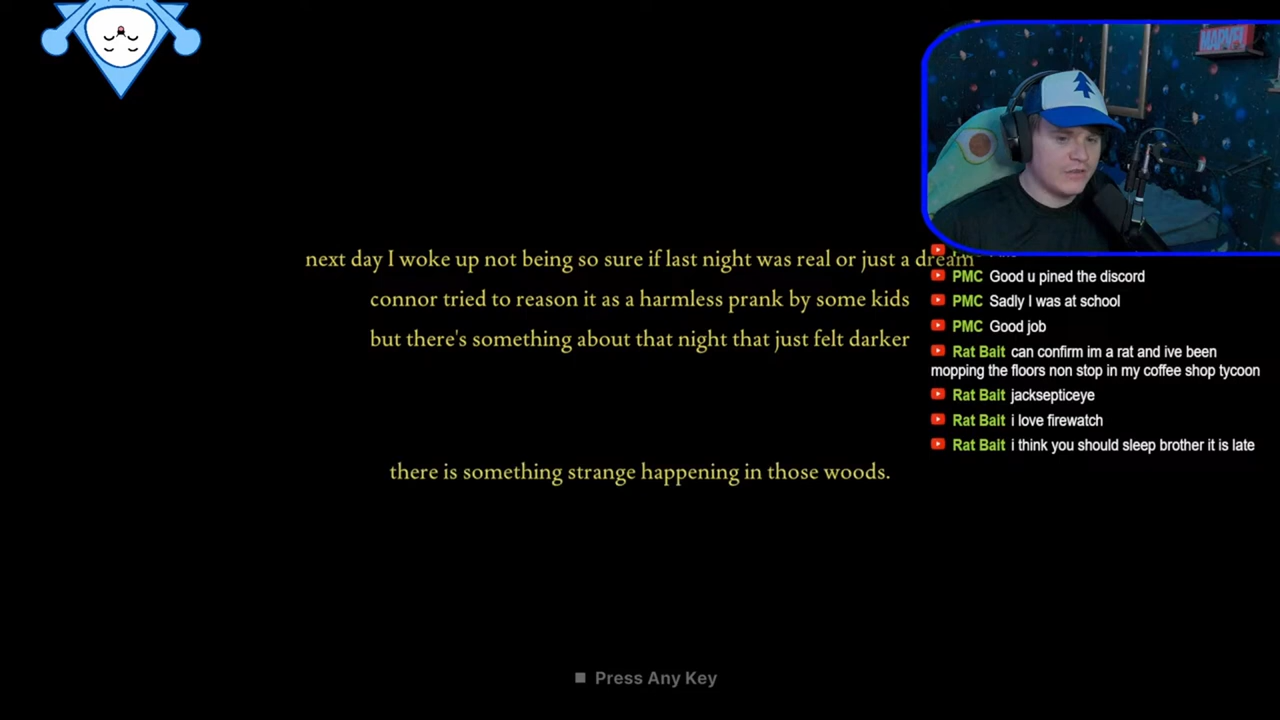 MARVEL
next day I woke up not being so sure if last night was real or just a dream
connor tried to reason it as a harmless prank by some kids
but there's something about that night that just felt darker
there is something strange happening in those woods.
Press Any Key
PMC Good u pined the discord
PMC Sadly I was at school
PMC Good job
Rat Bait can confirm im a rat and ive been
mopping the floors non stop in my coffee shop tycoon
Rat Bait jacksepticeye
Rat Bait i love firewatch
Rat Bait i think you should sleep brother it is late